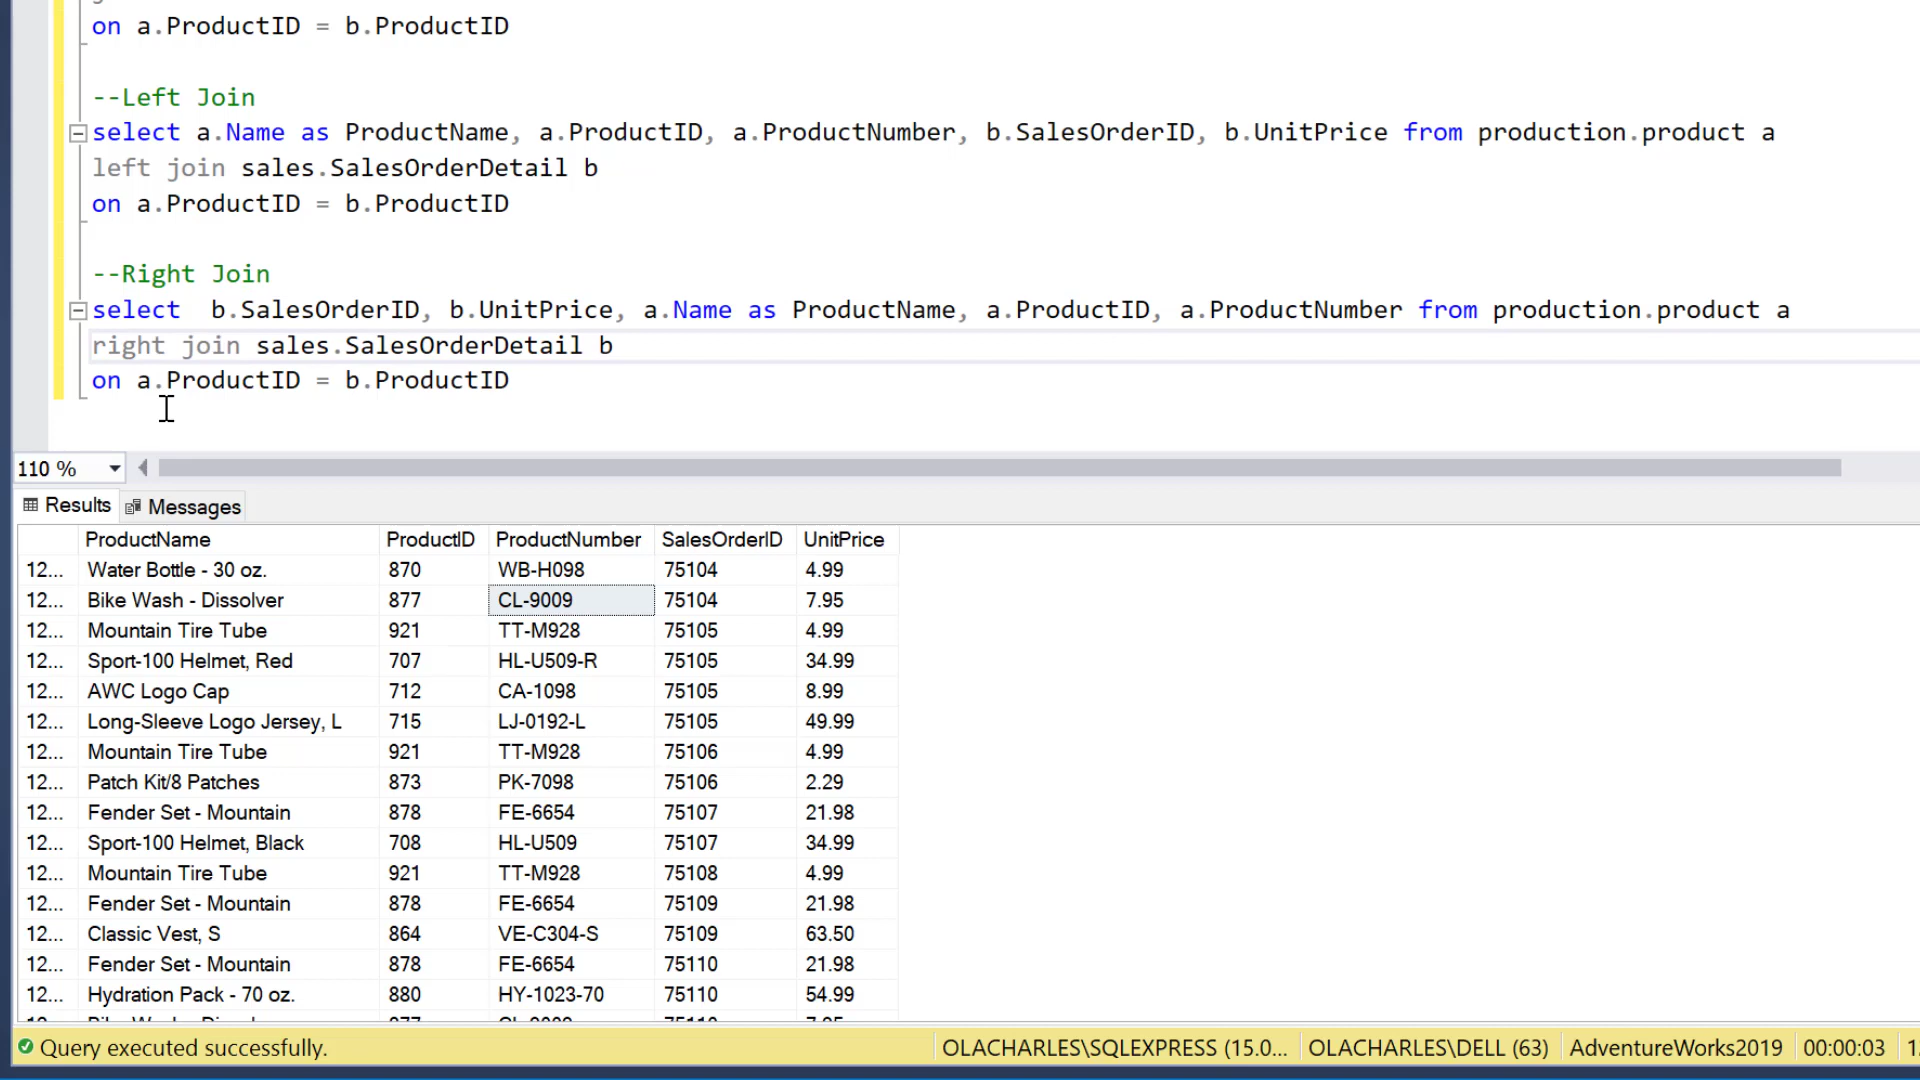 on a.ProductID = b.ProductID
--Left Join
select a.Name as ProductName, a.ProductID, a.ProductNumber, b.SalesOrderID, b.UnitPrice from production.product a
left join sales.SalesOrderDetail b
on a.ProductID = b.ProductID
--Right Join
select  b.SalesOrderID, b.UnitPrice, a.Name as ProductName, a.ProductID, a.ProductNumber from production.product a
right join sales.SalesOrderDetail b
on a.ProductID = b.ProductID
110 %
Results Messages
ProductName ProductID ProductNumber SalesOrderID UnitPrice
12... Water Bottle - 30 oz. 870 WB-H098 75104 4.99
12... Bike Wash - Dissolver 877 CL-9009 75104 7.95
12... Mountain Tire Tube 921 TT-M928 75105 4.99
12... Sport-100 Helmet, Red 707 HL-U509-R 75105 34.99
12... AWC Logo Cap 712 CA-1098 75105 8.99
12... Long-Sleeve Logo Jersey, L 715 LJ-0192-L 75105 49.99
12... Mountain Tire Tube 921 TT-M928 75106 4.99
12... Patch Kit/8 Patches 873 PK-7098 75106 2.29
12... Fender Set - Mountain 878 FE-6654 75107 21.98
12... Sport-100 Helmet, Black 708 HL-U509 75107 34.99
12... Mountain Tire Tube 921 TT-M928 75108 4.99
12... Fender Set - Mountain 878 FE-6654 75109 21.98
12... Classic Vest, S 864 VE-C304-S 75109 63.50
12... Fender Set - Mountain 878 FE-6654 75110 21.98
12... Hydration Pack - 70 oz. 880 HY-1023-70 75110 54.99
Query executed successfully. OLACHARLES\SQLEXPRESS (15.0... OLACHARLES\DELL (63) AdventureWorks2019 00:00:03